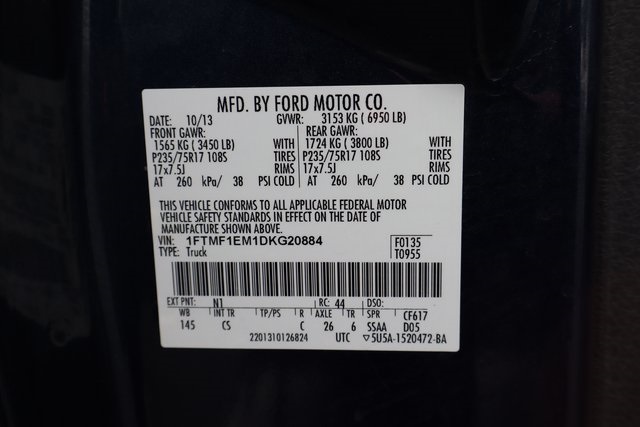 MFD. BY FORD MOTOR CO.
DATE: 10/13 GVWR: 3153 KG ( 6950 LB)
FRONT GAWR: REAR GAWR:
1565 KG ( 3450 LB) WITH 1724 KG ( 3800 LB) WITH
P235/75R17 108S TIRES P235/75R17 108S TIRES
17x7.5J RIMS 17x7.5J RIMS
AT 260 kPa/ 38 PSI COLD AT 260 kPa/ 38 PSI COLD
THIS VEHICLE CONFORMS TO ALL APPLICABLE FEDERAL MOTOR
VEHICLE SAFETY STANDARDS IN EFFECT ON THE DATE OF
MANUFACTURE SHOWN ABOVE.
VIN: 1FTMF1EM1DKG20884 F0135
TYPE: Truck T0955
EXT PNT: N1 RC: 44 DSO:
WB INT TR TP/PS R AXLE TR SPR CF617
145 CS C 26 6 SSAA D05
2201310126824 UTC ▽5U5A-1520472-BA